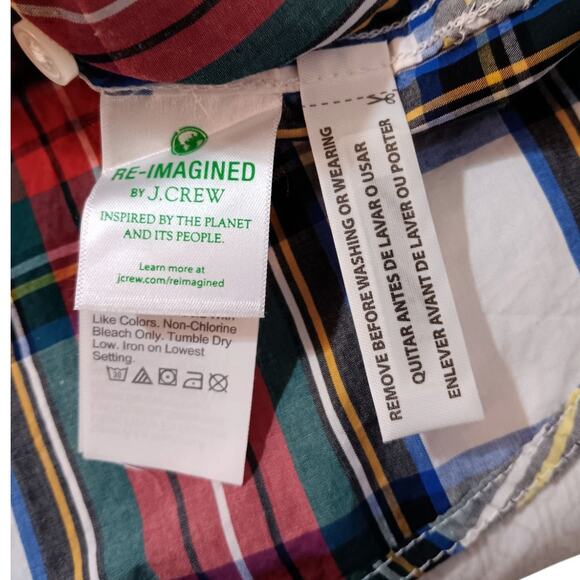 RE-IMAGINED
BY J.CREW
INSPIRED BY THE PLANET
AND ITS PEOPLE.
Learn more at
jcrew.com/reimagined
Like Colors. Non-Chlorine
Bleach Only. Tumble Dry
Low. Iron on Lowest
Setting.
30
REMOVE BEFORE WASHING OR WEARING
QUITAR ANTES DE LAVAR O USAR
ENLEVER AVANT DE LAVER OU PORTER